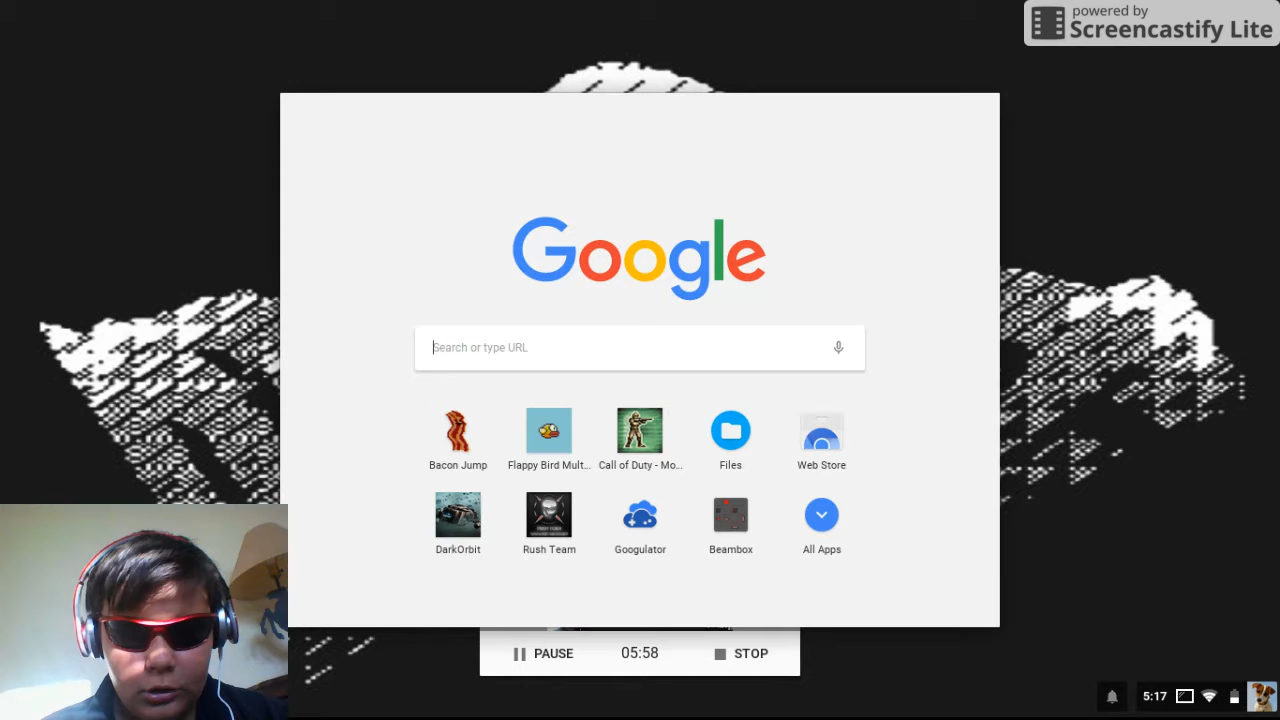 powered by
Screencastify Lite
Google
Search or type URL
Bacon Jump
Flappy Bird Mult...
Call of Duty - Mo...
Files
Web Store
DarkOrbit
Rush Team
Googulator
Beambox
All Apps
PAUSE
05:58
STOP
5:17